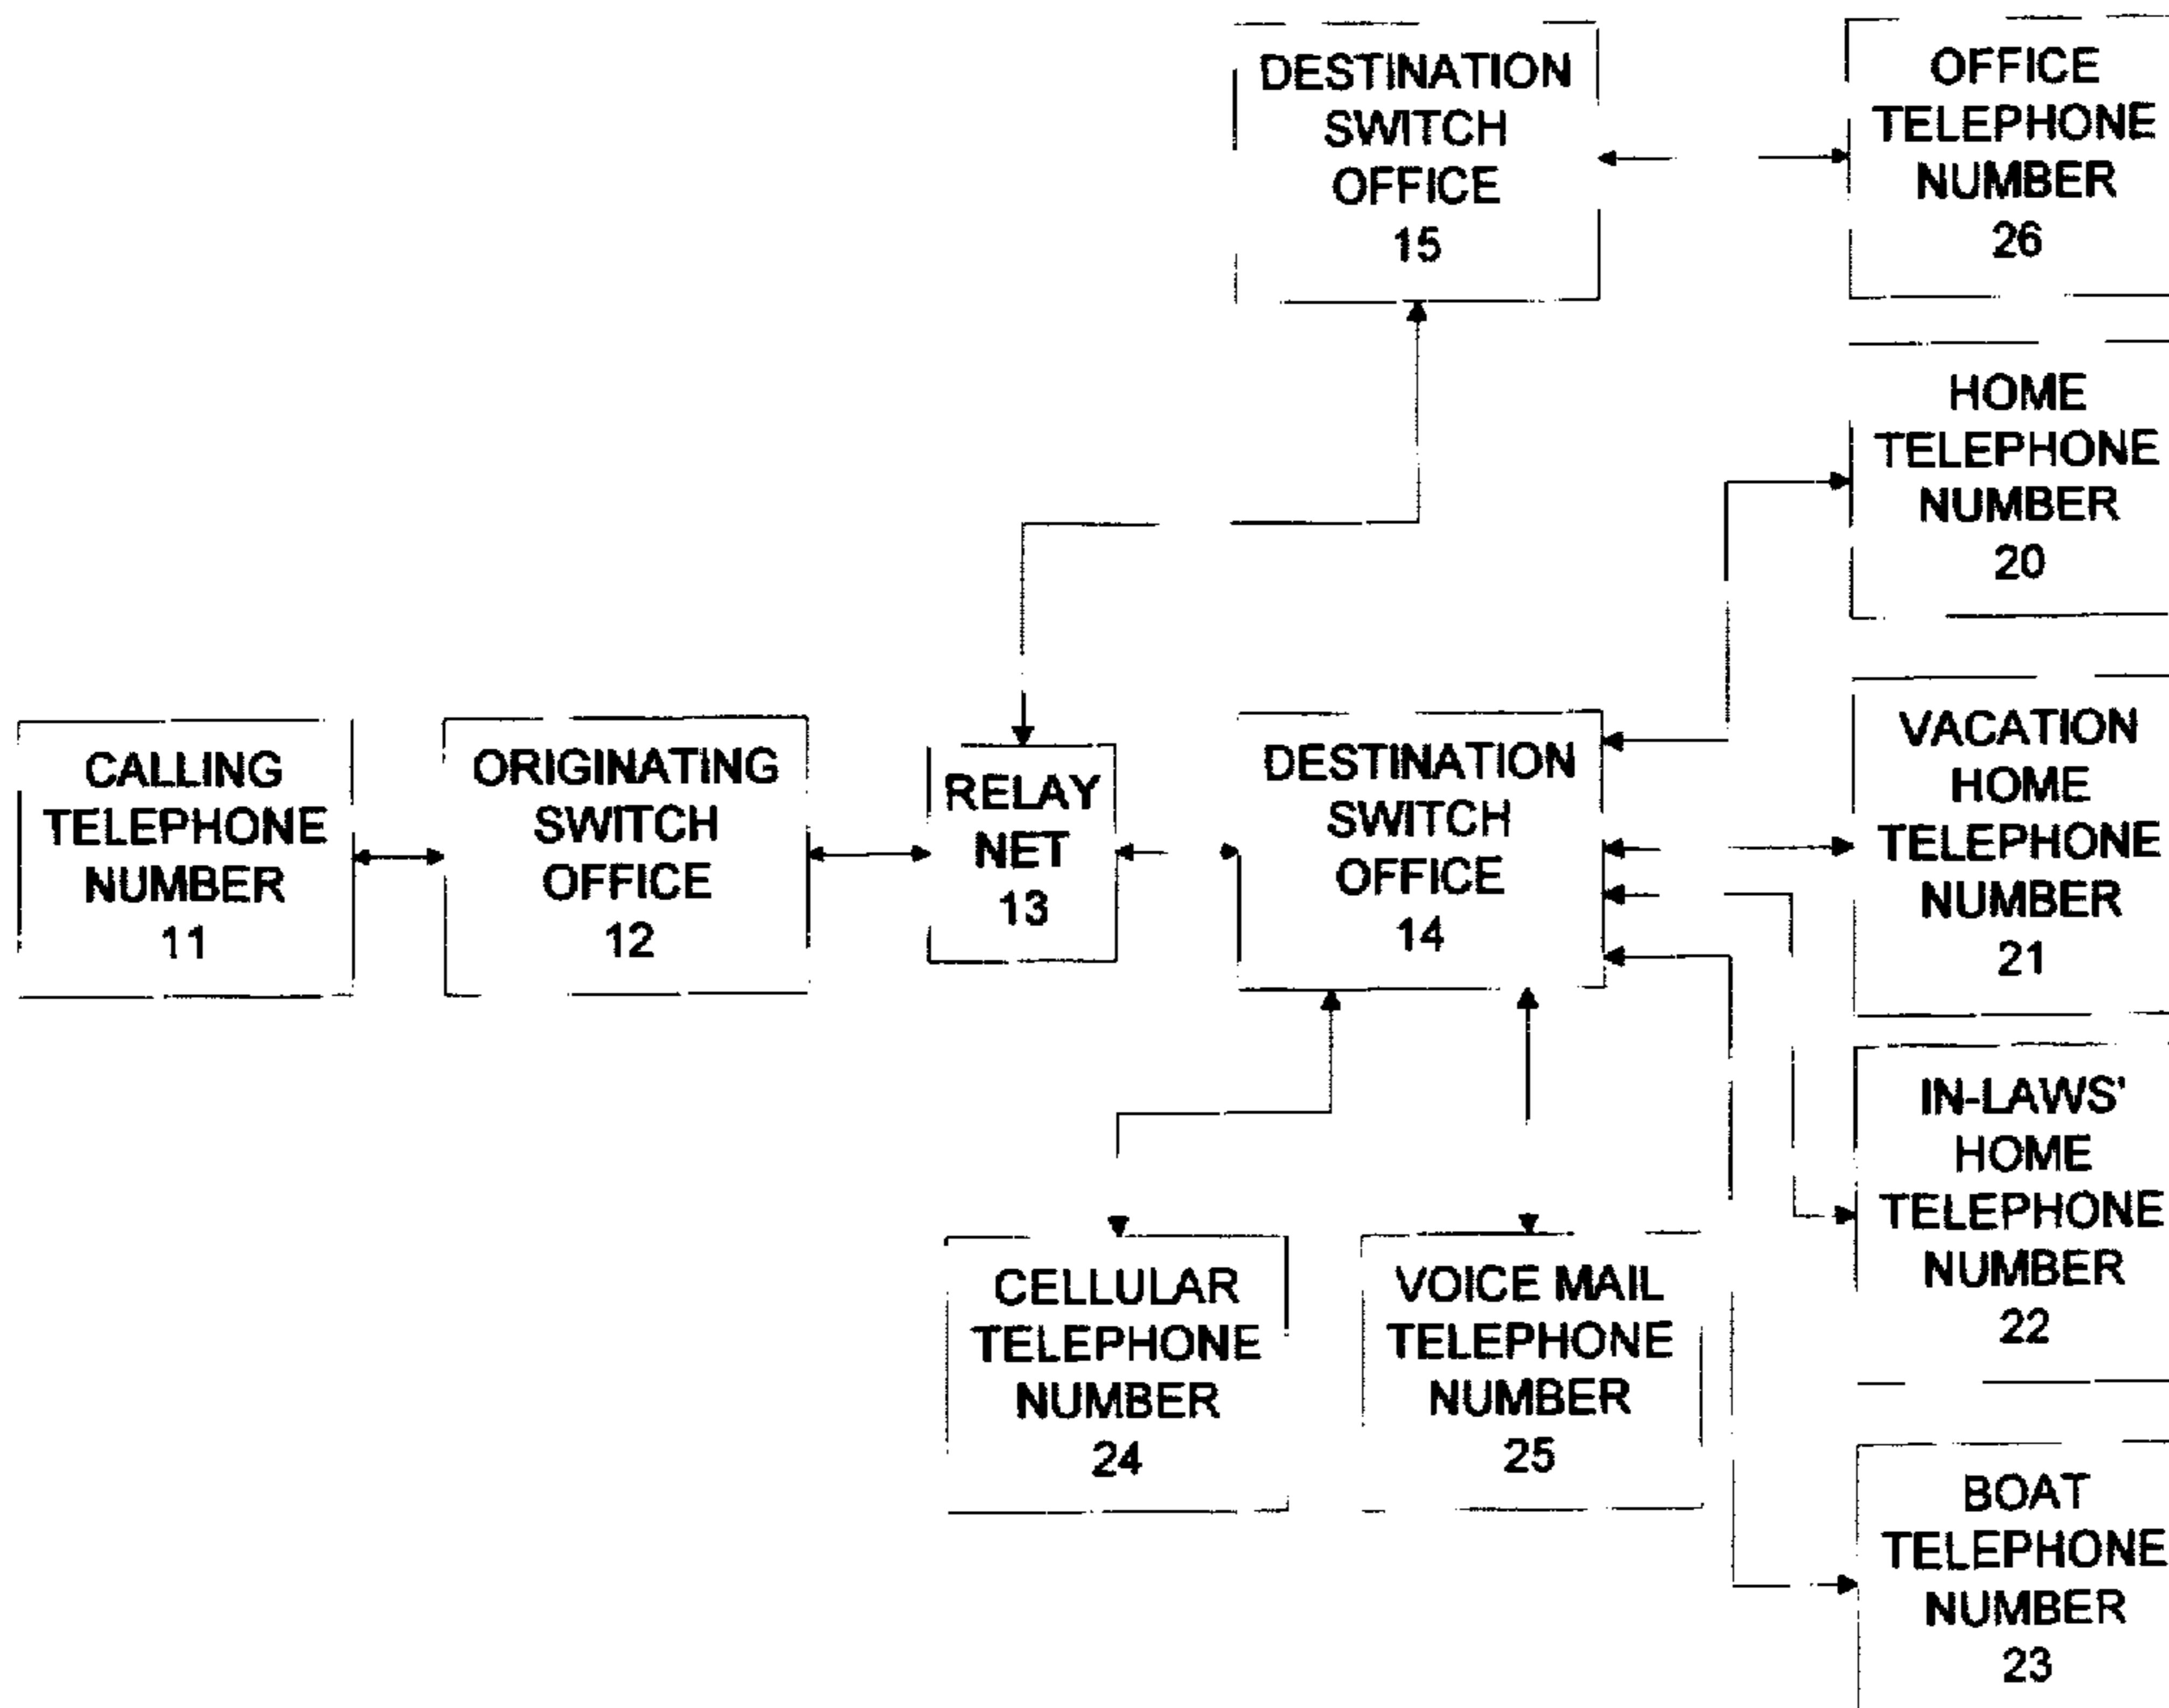 DESTINATION
SWITCH
OFFICE
15
OFFICE
TELEPHONE
NUMBER
26
HOME
TELEPHONE
NUMBER
20
CALLING
TELEPHONE
NUMBER
11
ORIGINATING
SWITCH
OFFICE
12
RELAY
NET
13
DESTINATION
SWITCH
OFFICE
14
VACATION
HOME
TELEPHONE
NUMBER
21
IN-LAWS'
HOME
TELEPHONE
NUMBER
22
CELLULAR
TELEPHONE
NUMBER
24
VOICE MAIL
TELEPHONE
NUMBER
25
BOAT
TELEPHONE
NUMBER
23